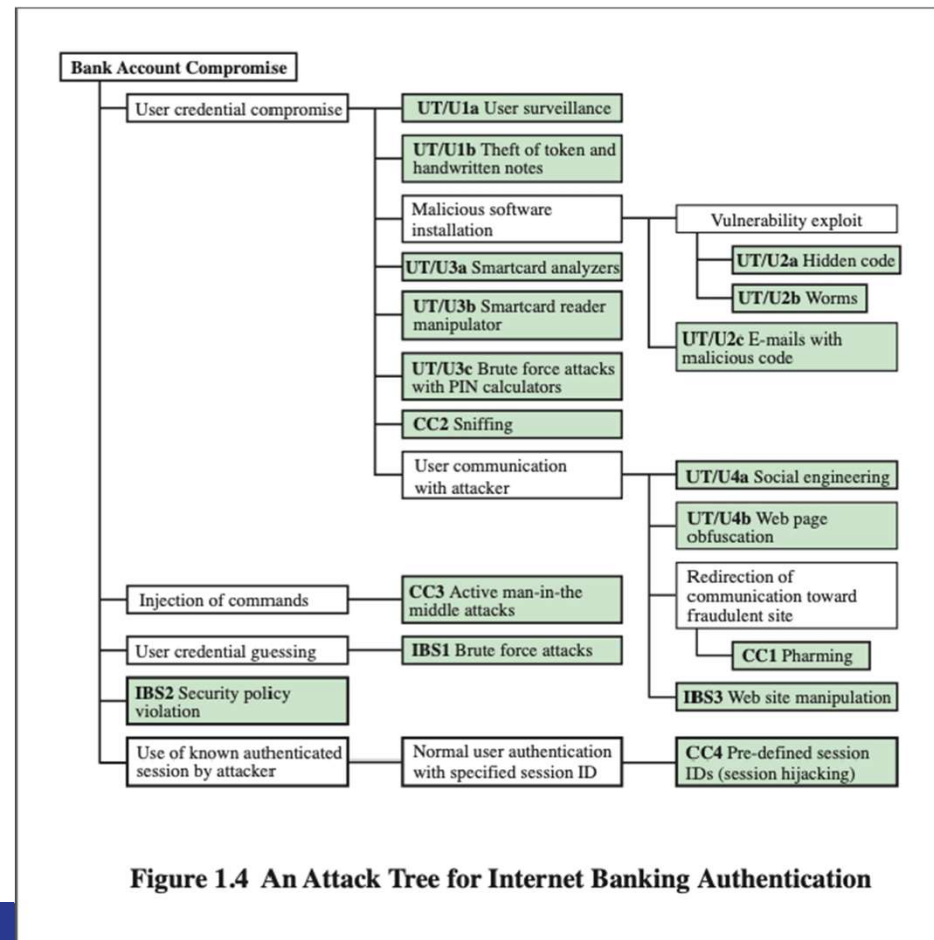 Bank Account Compromise
User credential compromise
UT/U1a User surveillance
UT/U1b Theft of token and
handwritten notes
Malicious software
installation
Vulnerability exploit
UT/U2a Hidden code
UT/U2b Worms
UT/U2c E-mails with
malicious code
UT/U3a Smartcard analyzers
UT/U3b Smartcard reader
manipulator
UT/U3c Brute force attacks
with PIN calculators
CC2 Sniffing
User communication
with attacker
UT/U4a Social engineering
UT/U4b Web page
obfuscation
Redirection of
communication toward
fraudulent site
CC1 Pharming
IBS3 Web site manipulation
Injection of commands
CC3 Active man-in-the
middle attacks
User credential guessing
IBS1 Brute force attacks
IBS2 Security policy
violation
Use of known authenticated
session by attacker
Normal user authentication
with specified session ID
CC4 Pre-defined session
IDs (session hijacking)
Figure 1.4 An Attack Tree for Internet Banking Authentication